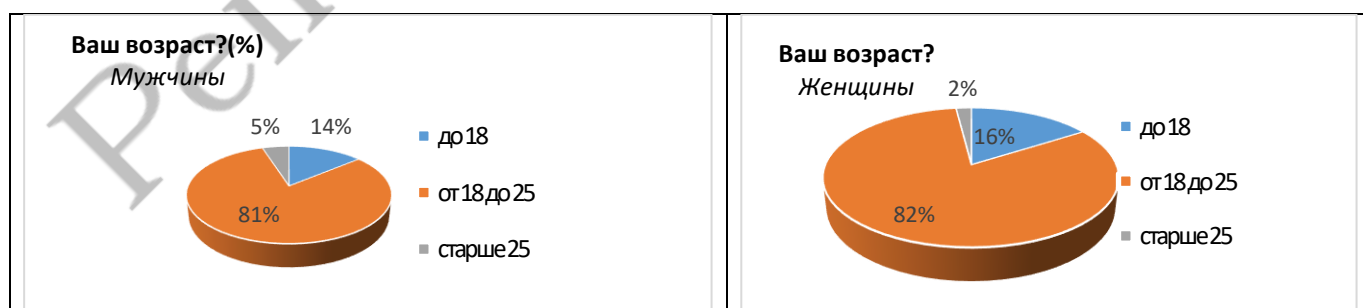 Ваш возраст?(%)
Мужчины
5%
14%
81%
до 18
от 18 до 25
старше 25
Ваш возраст?
Женщины
2%
16%
82%
до 18
от 18 до 25
старше 25